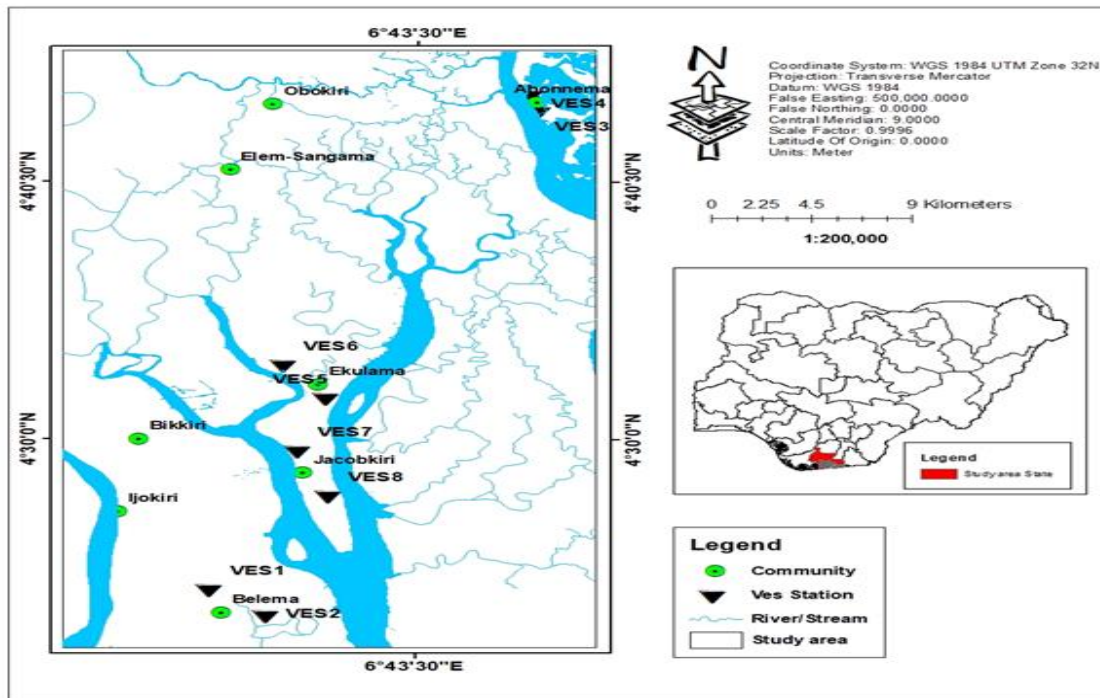 6°43'30"E
N
Coordinate System: WGS 1984 UTM Zone 32N
Projection: Transverse Mercator
Datum: WGS 1984
False Easting: 500,000.0000
False Northing: 0.0000
Central Meridian: 9.0000
Scale Factor: 0.9996
Latitude Of Origin: 0.0000
Units: Meter
Obokiri
Abonnema
VES4
VES3
Elem-Sangama
4°40'30"N
4°40'30"N
0 2.25 4.5 9 Kilometers
1:200,000
VES6
VES5
Ekulama
VES7
Bikkiri
4°30'0"N
4°30'0"N
Jacobkiri
VES8
Ijokiri
Legend
Study area State
VES1
Belema
VES2
Legend
Community
Ves Station
River/Stream
Study area
6°43'30"E